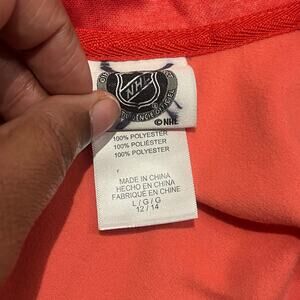 NHL
© NHL
100% POLYESTER
100% POLIÉSTER
100% POLYESTER
MADE IN CHINA
HECHO EN CHINA
FABRIQUÉ EN CHINE
L / G / G
12 / 14